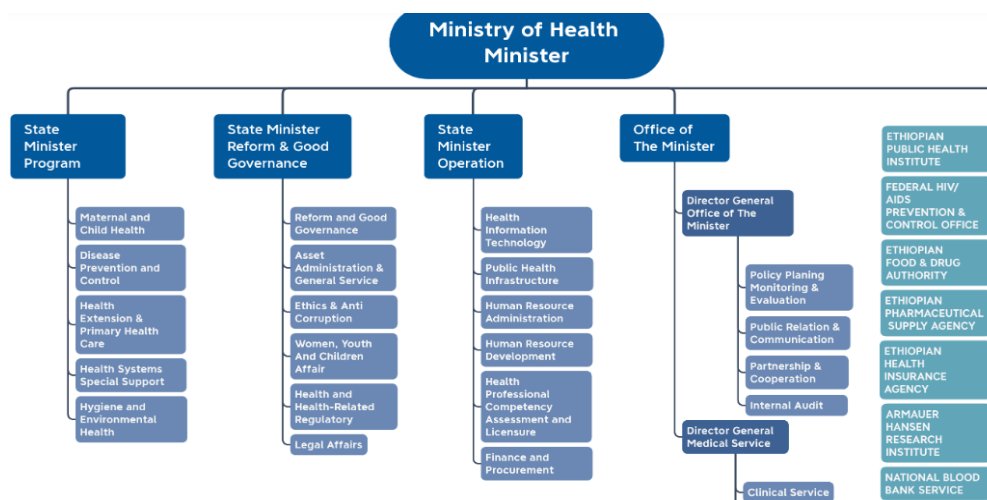 Ministry of Health
Minister
State
Minister
Program
Maternal and
Child Health
Disease
Prevention and
Control
Health
Extension &
Primary Health
Care
Health Systems
Special Support
Hygiene and
Environmental
Health
State Minister
Reform & Good
Governance
Reform and Good
Governance
Asset
Administration &
General Service
Ethics & Anti
Corruption
Women, Youth
And Children
Affair
Health and
Health-Related
Regulatory
Legal Affairs
State
Minister
Operation
Health
Information
Technology
Public Health
Infrastructure
Human Resource
Administration
Human Resource
Development
Health
Professional
Competency
Assessment and
Licensure
Finance and
Procurement
Office of
The Minister
Director General
Office of The
Minister
Policy Planing
Monitoring &
Evaluation
Public Relation &
Communication
Partnership &
Cooperation
Internal Audit
Director General
Medical Service
Clinical Service
ETHIOPIAN
PUBLIC HEALTH
INSTITUTE
FEDERAL HIV/
AIDS
PREVENTION &
CONTROL OFFICE
ETHIOPIAN
FOOD & DRUG
AUTHORITY
ETHIOPIAN
PHARMACEUTICAL
SUPPLY AGENCY
ETHIOPIAN
HEALTH
INSURANCE
AGENCY
ARMAUER
HANSEN
RESEARCH
INSTITUTE
NATIONAL BLOOD
BANK SERVICE